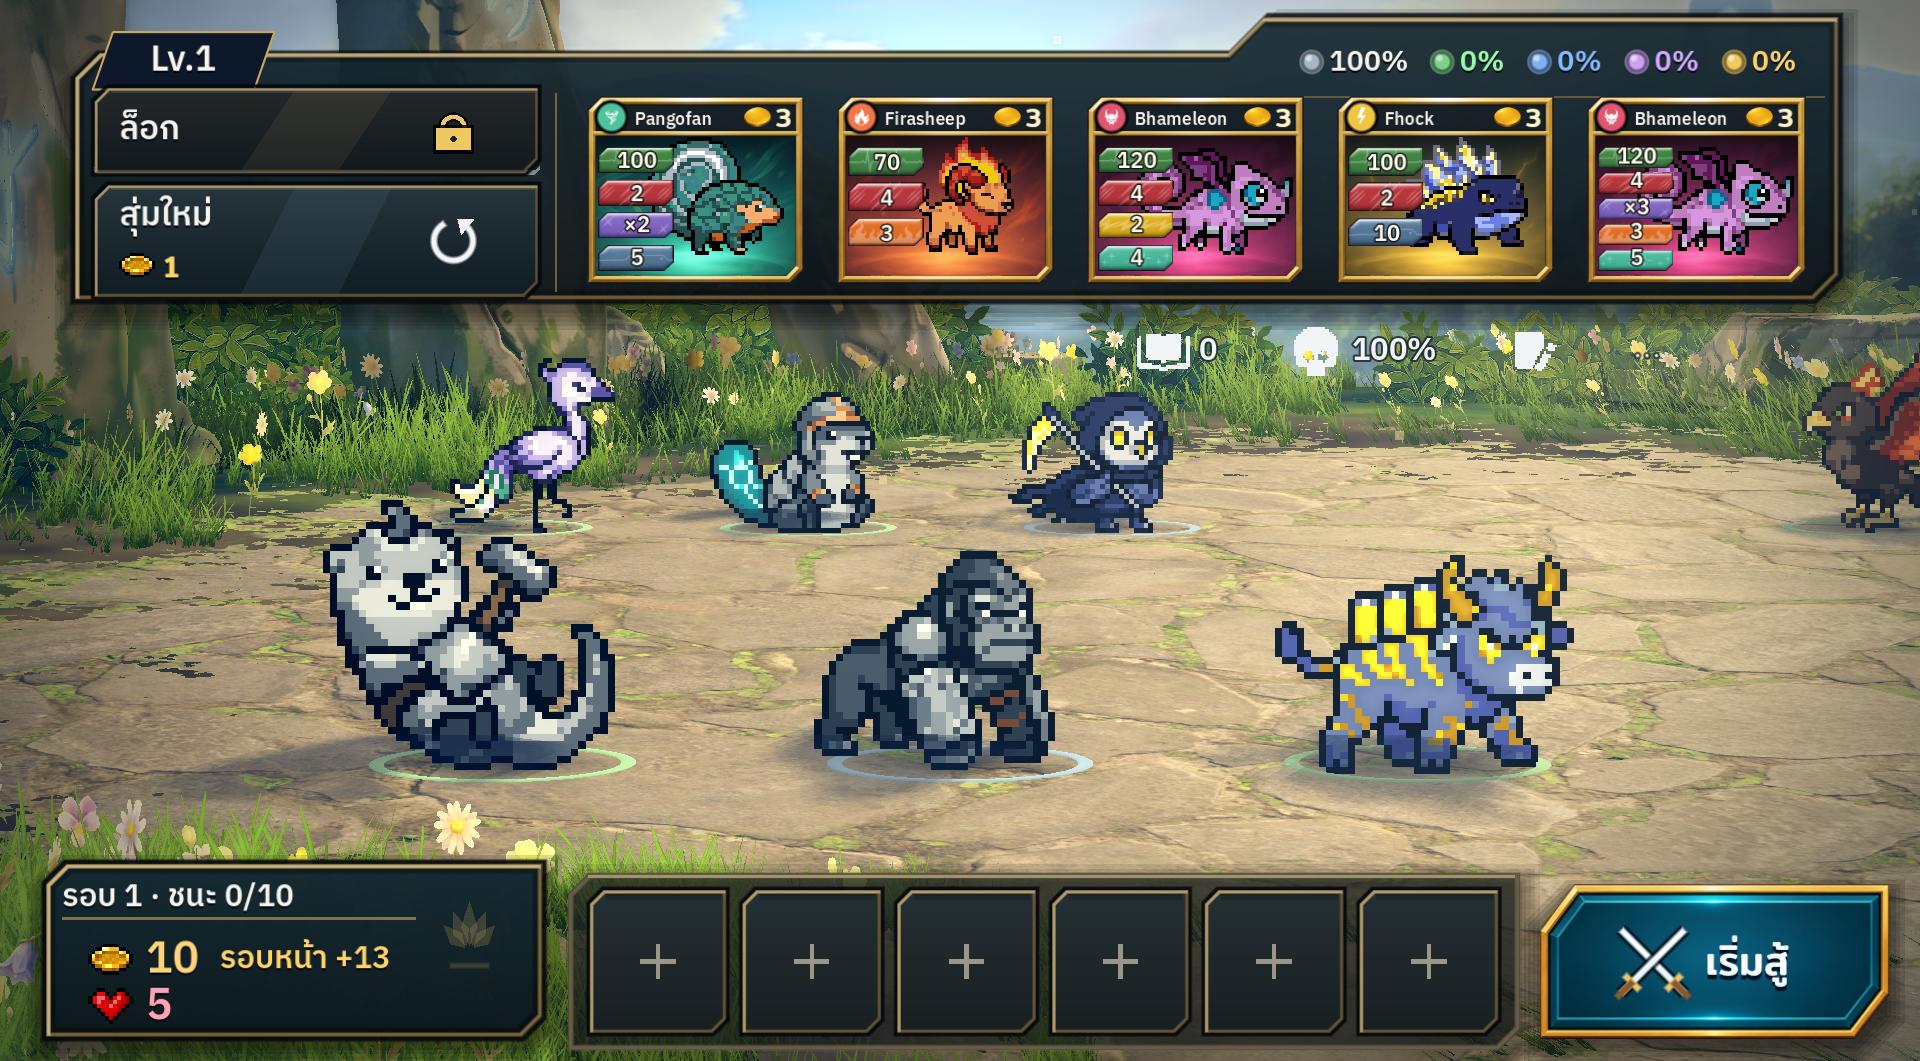 Lv.1
ล็อก
สุ่มใหม่
1
100% 0% 0% 0% 0%
Pangofan 3
100
2
×2
5
Firasheep 3
70
4
3
Bhameleon 3
120
4
2
4
Fhock 3
100
2
10
Bhameleon 3
120
4
×3
3
5
0 100% ...
รอบ 1 · ชนะ 0/10
10 รอบหน้า +13
5
+ + + + + +
เริ่มสู้